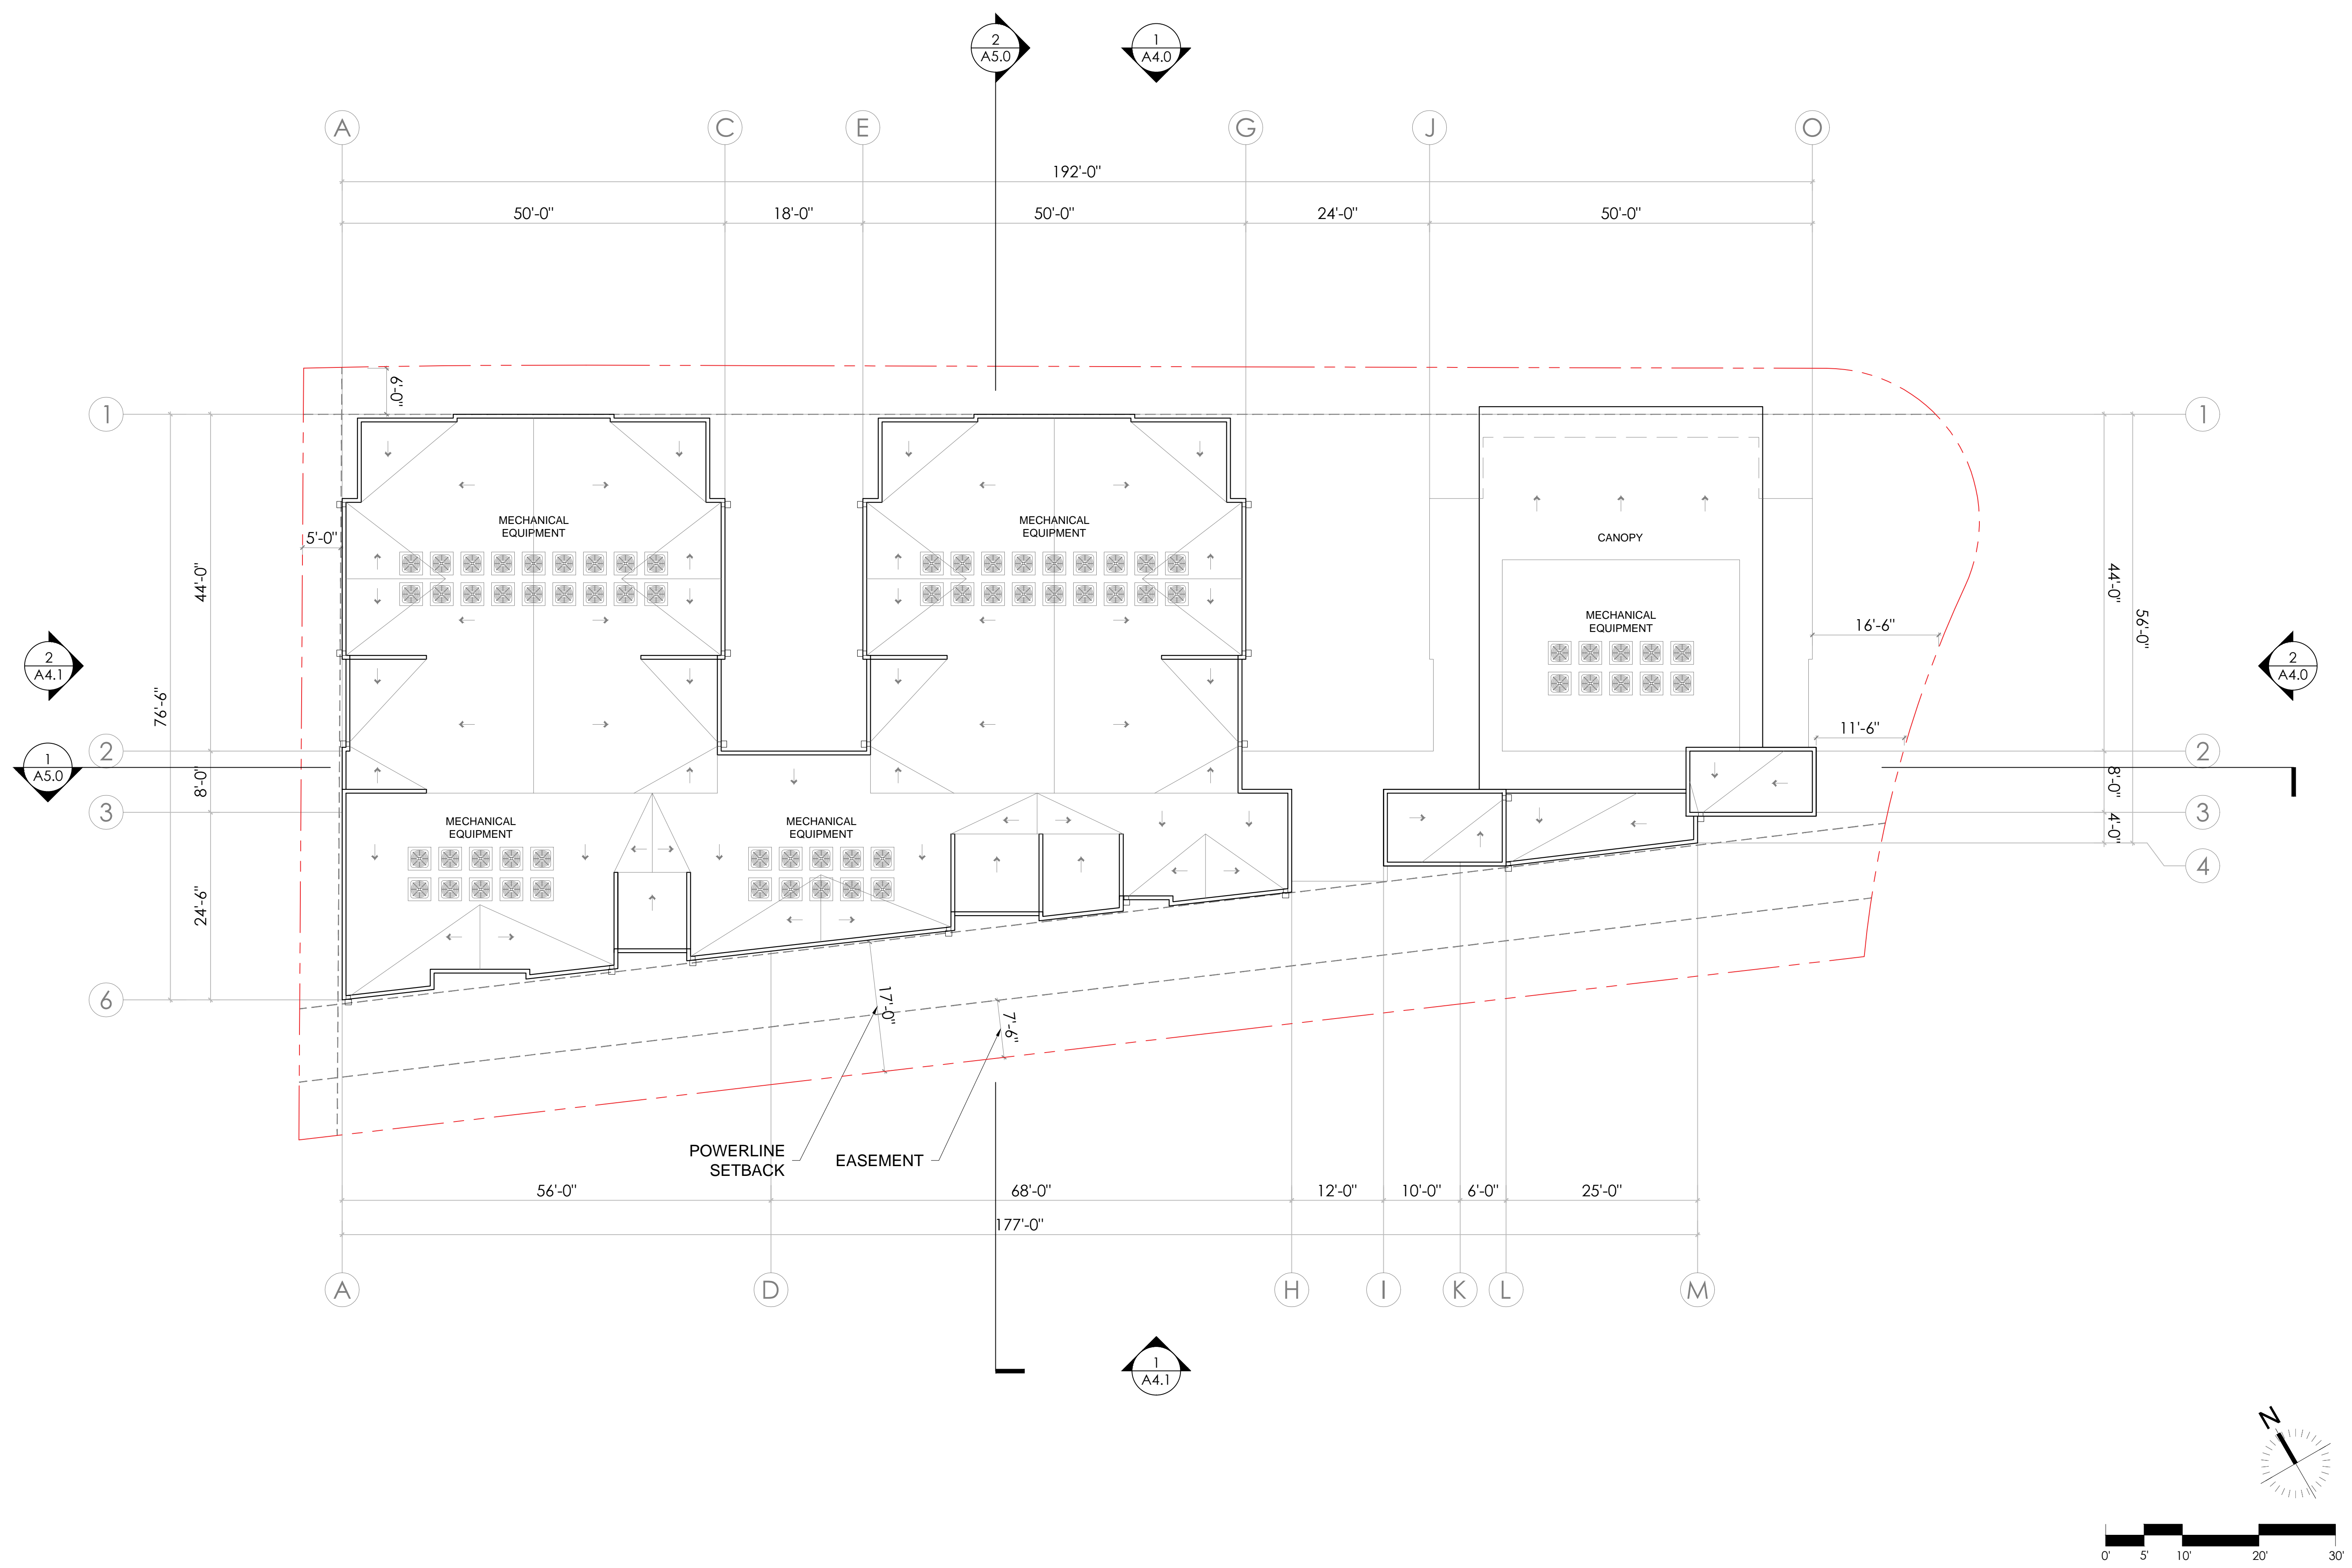 2
A5.0
1
A4.0
A
C
E
G
J
O
192'-0"
50'-0"
18'-0"
50'-0"
24'-0"
50'-0"
6'-0"
1
1
5'-0"
44'-0"
76'-6"
8'-0"
24'-6"
MECHANICAL
EQUIPMENT
MECHANICAL
EQUIPMENT
CANOPY
MECHANICAL
EQUIPMENT
16'-6"
11'-6"
44'-0"
56'-0"
8'-0"
4'-0"
2
A4.1
2
A4.0
2
2
1
A5.0
3
3
MECHANICAL
EQUIPMENT
MECHANICAL
EQUIPMENT
4
6
17'-0"
7'-6"
POWERLINE
SETBACK
EASEMENT
56'-0"
68'-0"
12'-0"
10'-0"
6'-0"
25'-0"
177'-0"
A
D
H
I
K
L
M
1
A4.1
N
0'
5'
10'
20'
30'